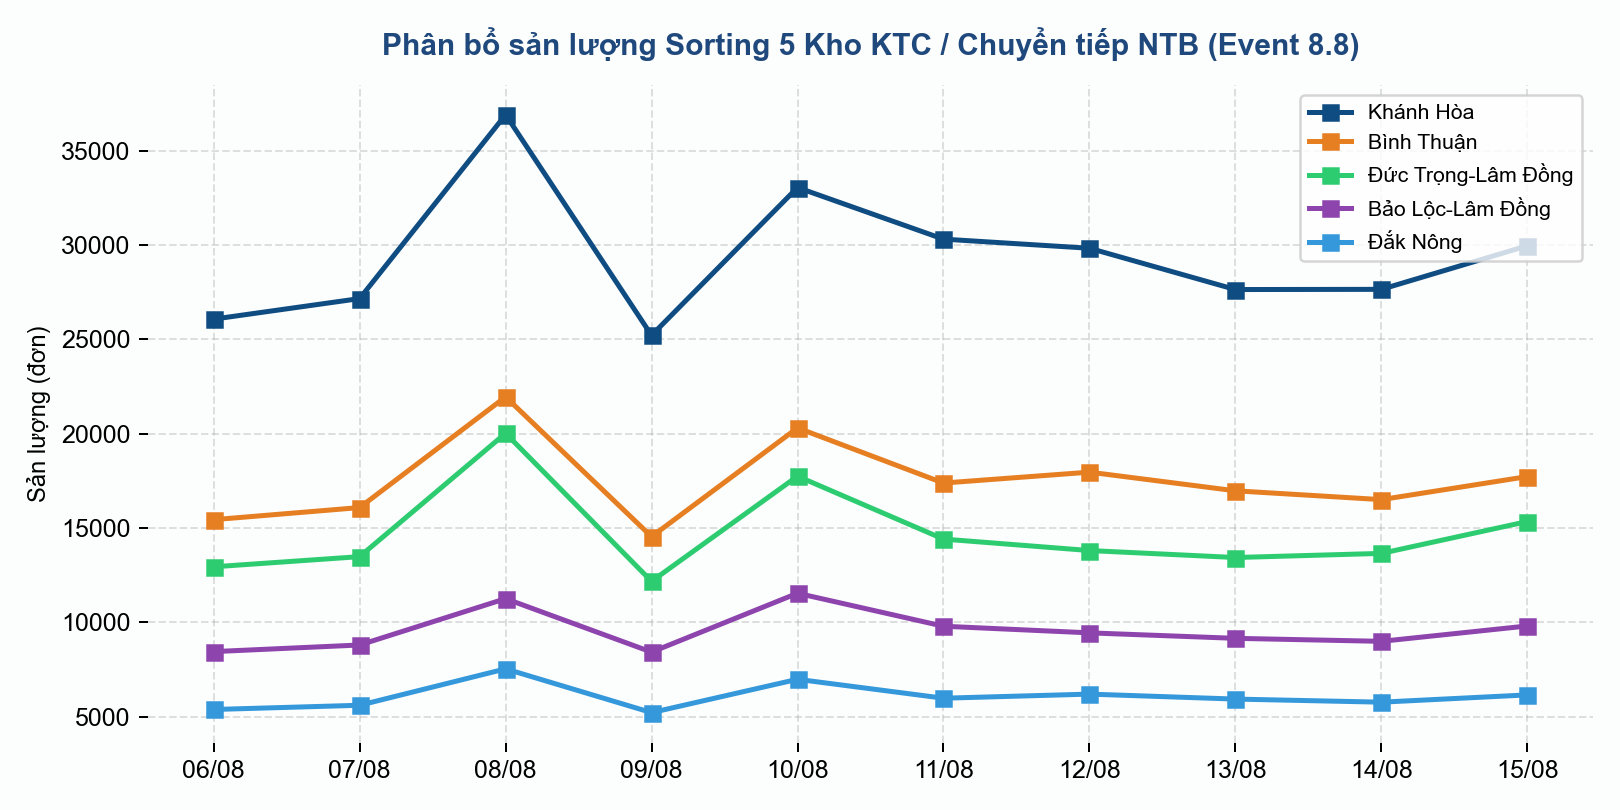 Phân bổ sản lượng Sorting 5 Kho KTC / Chuyển tiếp NTB (Event 8.8)
Khánh Hòa
Bình Thuận
Đức Trọng-Lâm Đồng
Bảo Lộc-Lâm Đồng
Đắk Nông
Sản lượng (đơn)
35000
30000
25000
20000
15000
10000
5000
06/08 07/08 08/08 09/08 10/08 11/08 12/08 13/08 14/08 15/08